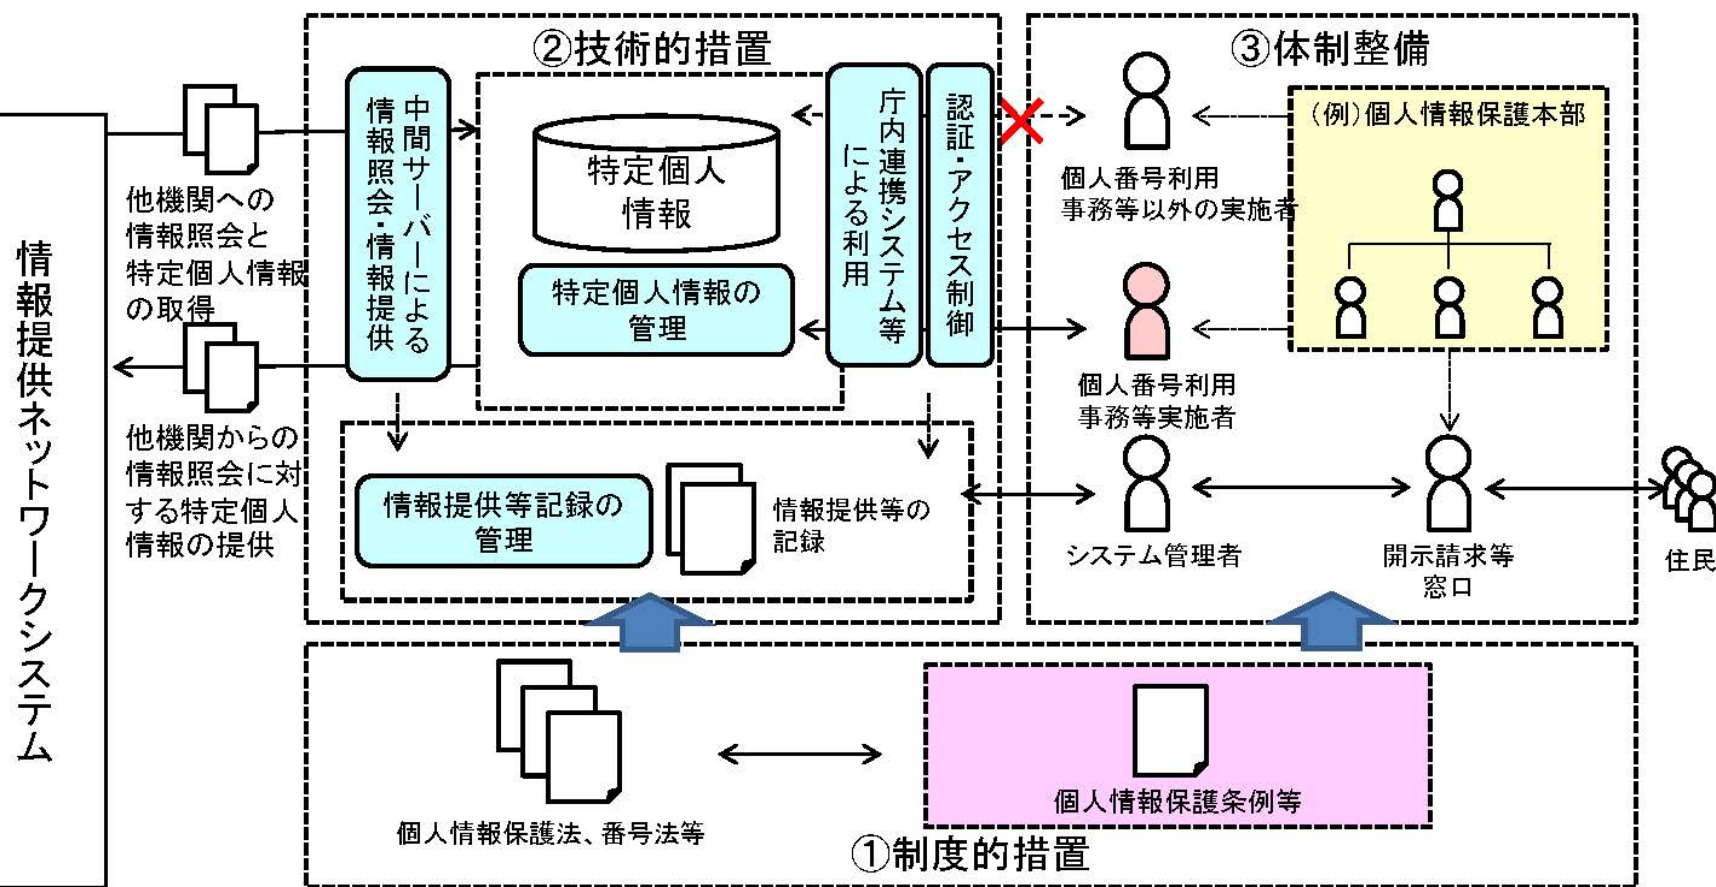 情報提供ネットワークシステム
他機関への
情報照会と
特定個人情報
の取得
他機関からの
情報照会に対
する特定個人
情報の提供
②技術的措置
中間サーバーによる
情報照会・情報提供
特定個人
情報
特定個人情報の
管理
庁内連携システム等
による利用
認証・アクセス制御
情報提供等記録の
管理
情報提供等の
記録
③体制整備
個人番号利用
事務等以外の実施者
(例)個人情報保護本部
個人番号利用
事務等実施者
システム管理者
開示請求等
窓口
住民
個人情報保護法、番号法等
個人情報保護条例等
①制度的措置